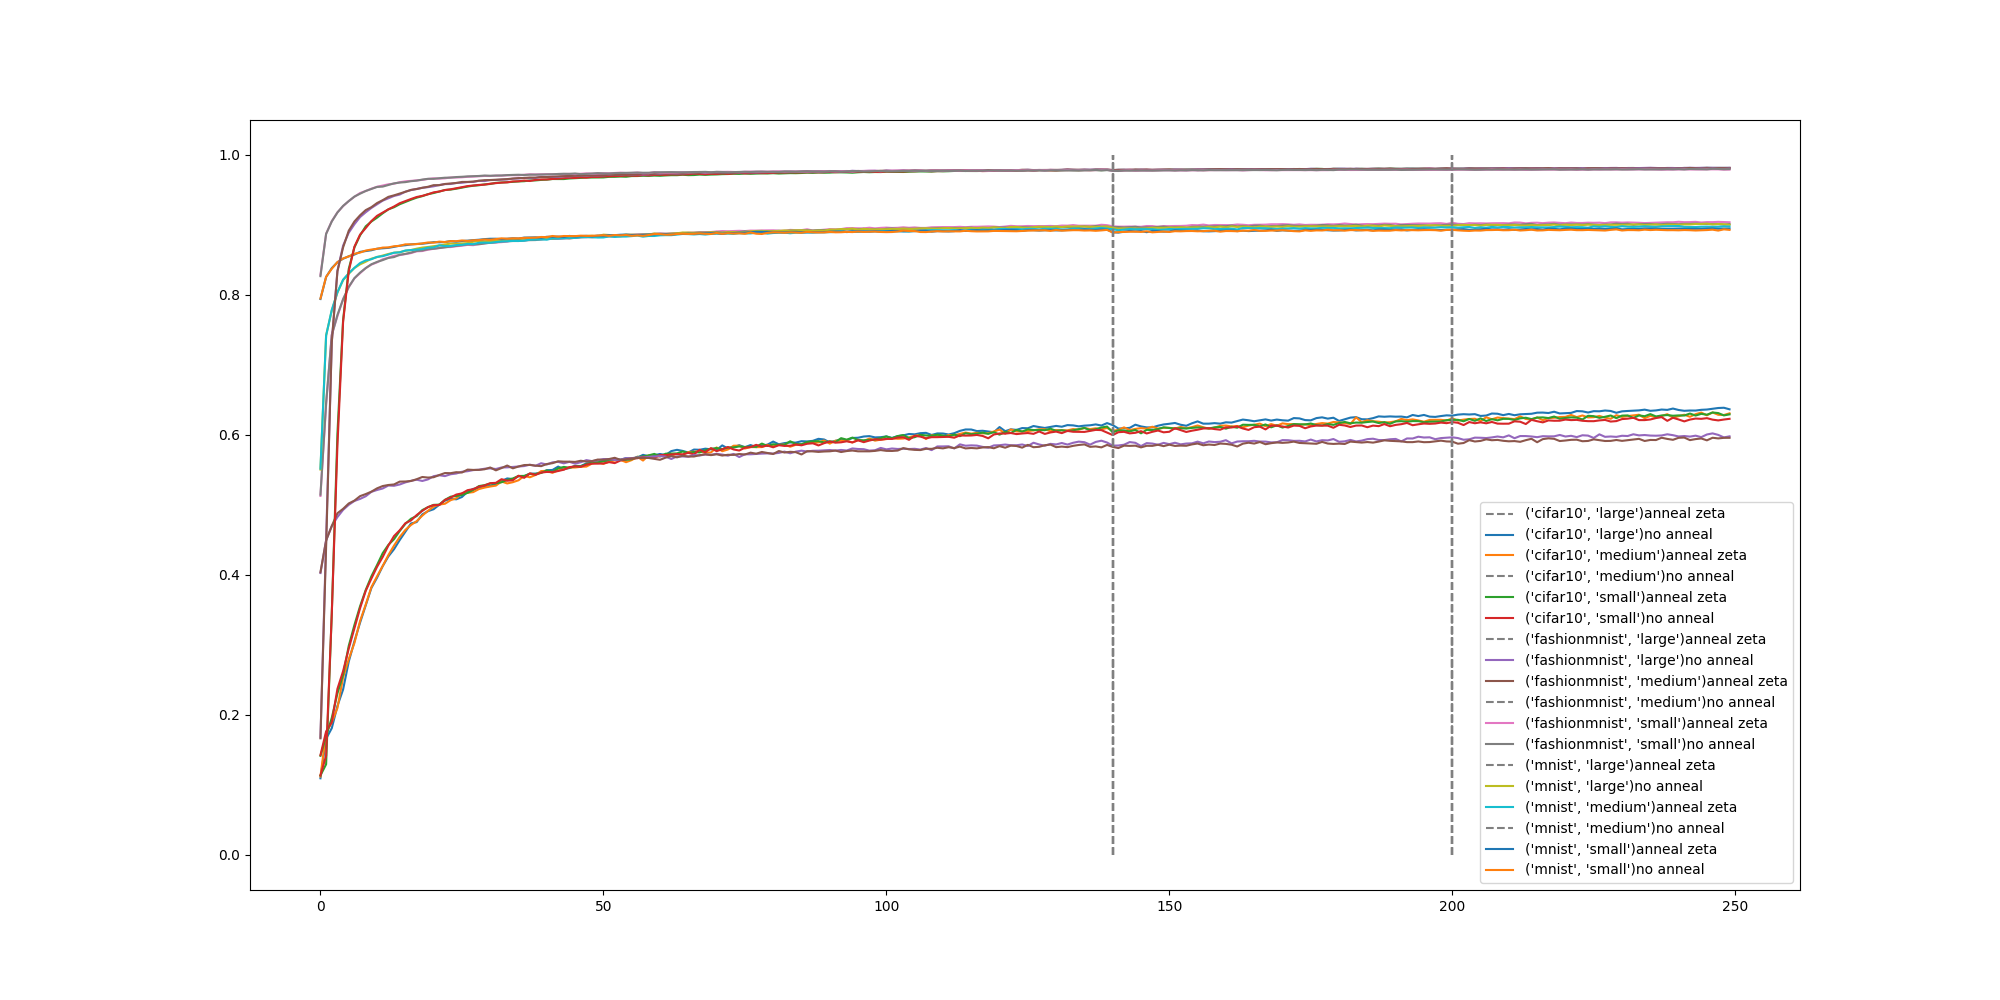 1.0
0.8
0.6
0.4
0.2
0.0
0 50 100 150 200 250
('cifar10', 'large')anneal zeta
('cifar10', 'large')no anneal
('cifar10', 'medium')anneal zeta
('cifar10', 'medium')no anneal
('cifar10', 'small')anneal zeta
('cifar10', 'small')no anneal
('fashionmnist', 'large')anneal zeta
('fashionmnist', 'large')no anneal
('fashionmnist', 'medium')anneal zeta
('fashionmnist', 'medium')no anneal
('fashionmnist', 'small')anneal zeta
('fashionmnist', 'small')no anneal
('mnist', 'large')anneal zeta
('mnist', 'large')no anneal
('mnist', 'medium')anneal zeta
('mnist', 'medium')no anneal
('mnist', 'small')anneal zeta
('mnist', 'small')no anneal